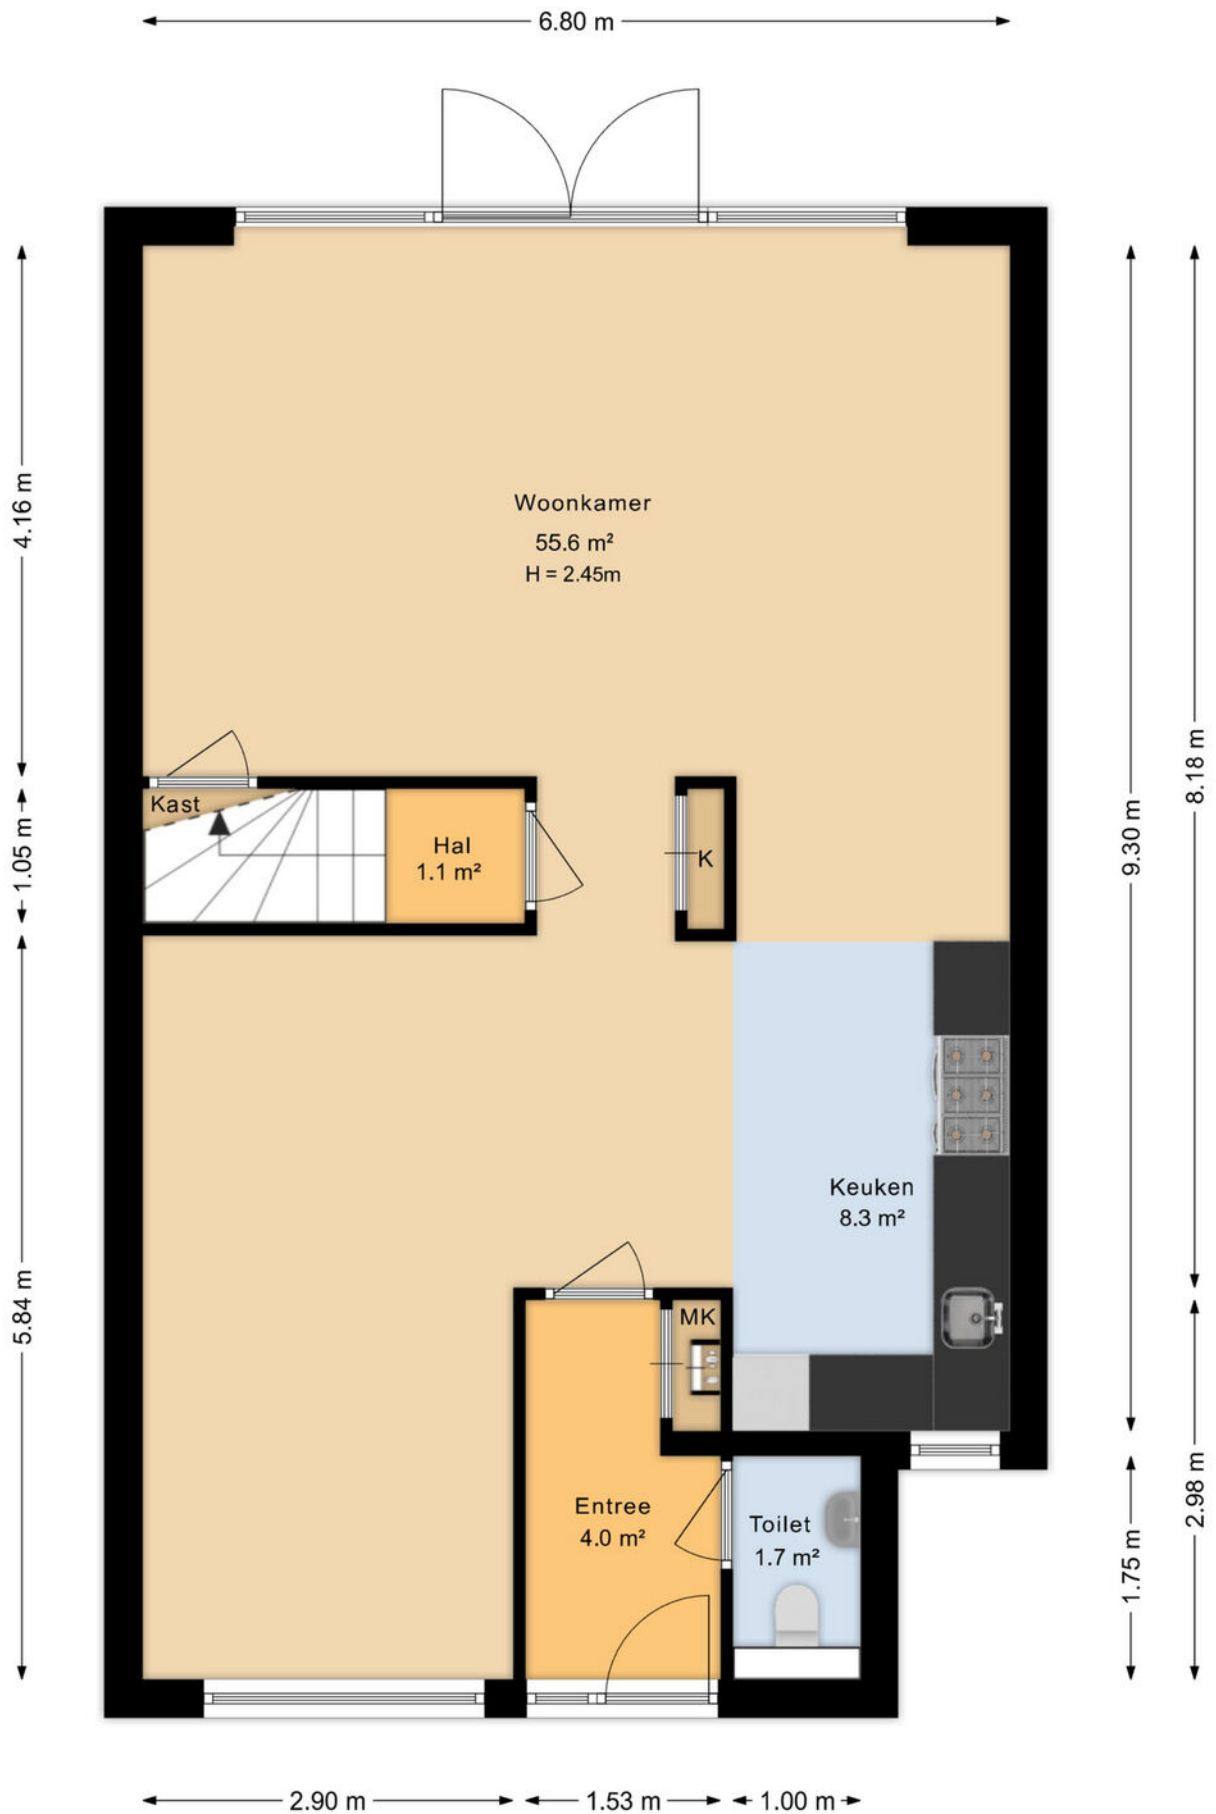 6.80 m
4.16 m
Woonkamer
55.6 m²
H = 2.45m
8.18 m
9.30 m
1.05 m
Kast
Hal
1.1 m²
K
Keuken
8.3 m²
5.84 m
MK
2.98 m
Entree
4.0 m²
Toilet
1.7 m²
1.75 m
2.90 m
1.53 m
1.00 m